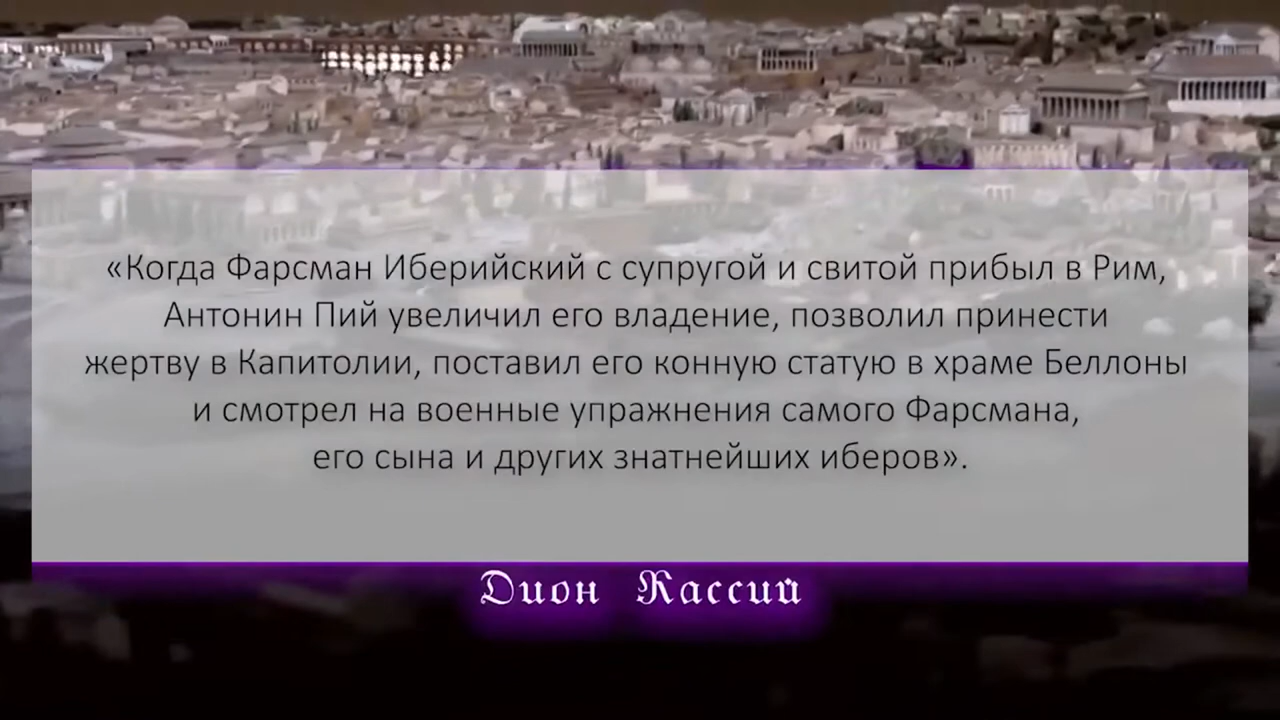 «Когда Фарсман Иберийский с супругой и свитой прибыл в Рим,
Антонин Пий увеличил его владение, позволил принести
жертву в Капитолии, поставил его конную статую в храме Беллоны
и смотрел на военные упражнения самого Фарсмана,
его сына и других знатнейших иберов».
Дион Кассий